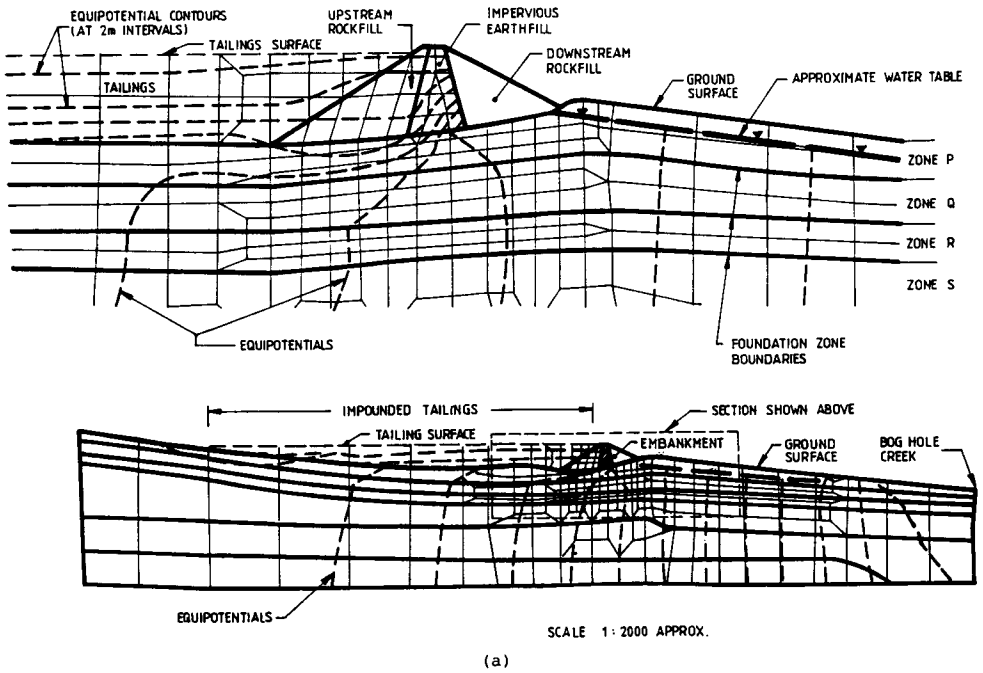 EQUIPOTENTIAL CONTOURS
(AT 2m INTERVALS)
UPSTREAM
ROCKFILL
IMPERVIOUS
EARTHFILL
TAILINGS SURFACE
DOWNSTREAM
ROCKFILL
TAILINGS
GROUND
SURFACE
APPROXIMATE WATER TABLE
ZONE P
ZONE Q
ZONE R
ZONE S
EQUIPOTENTIALS
FOUNDATION ZONE
BOUNDARIES
IMPOUNDED TAILINGS
SECTION SHOWN ABOVE
TAILING SURFACE
EMBANKMENT
GROUND
SURFACE
BOG HOLE
CREEK
EQUIPOTENTIALS
SCALE 1:2000 APPROX.
(a)